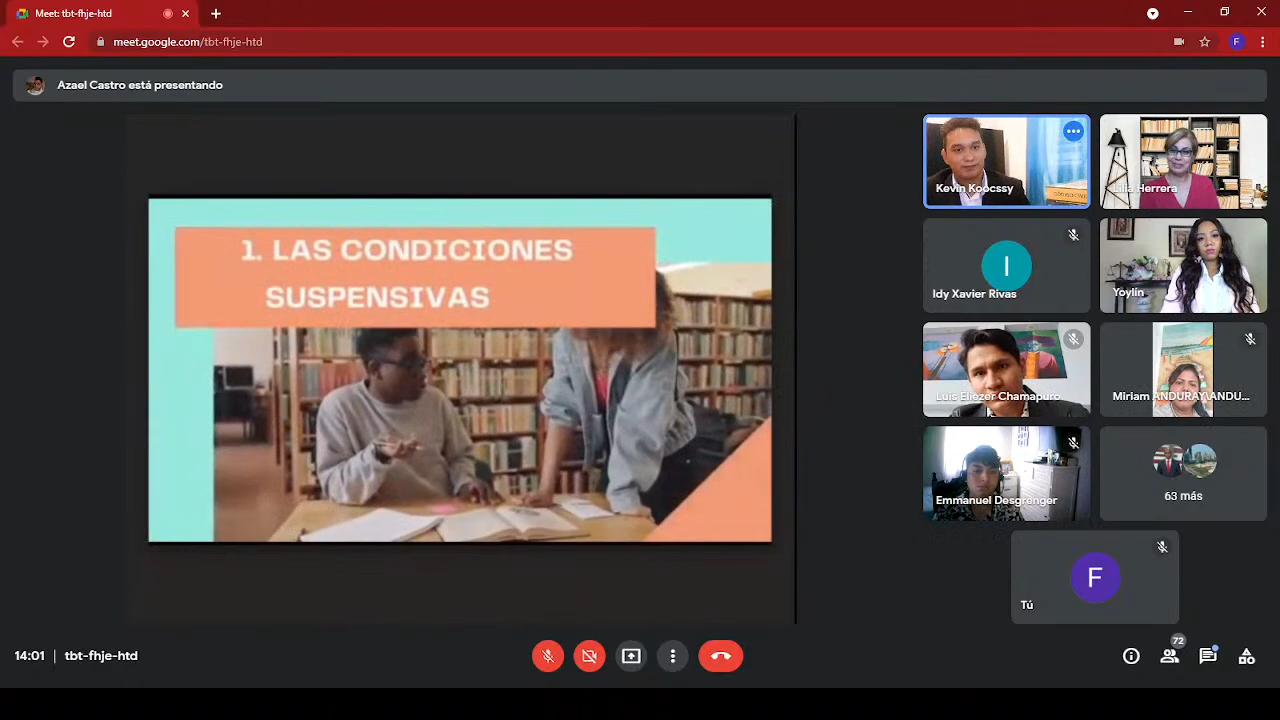 Meet: tbt-fhje-htd
meet.google.com/tbt-fhje-htd
F
Azael Castro está presentando
1. LAS CONDICIONES
SUSPENSIVAS
Kevin Koocssy
Lilia Herrera
I
Idy Xavier Rivas
Yoylín
Luis Eliezer Chamapuro
Miriam ANDURAY\ANDU...
Emmanuel Desgrenger
63 más
F
Tú
14:01 | tbt-fhje-htd
72